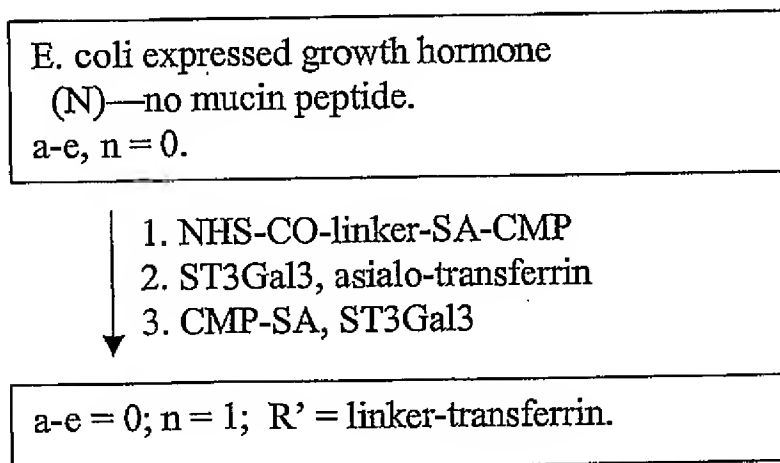 E. coli expressed growth hormone
(N)—no mucin peptide.
a-e, n = 0.
1. NHS-CO-linker-SA-CMP
2. ST3Gal3, asialo-transferrin
3. CMP-SA, ST3Gal3
a-e = 0; n = 1; R’ = linker-transferrin.